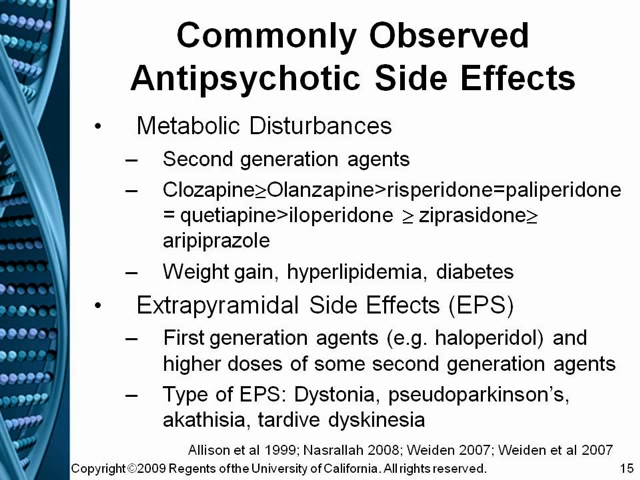 Commonly Observed
Antipsychotic Side Effects
• Metabolic Disturbances
– Second generation agents
– Clozapine≥Olanzapine>risperidone=paliperidone
= quetiapine>iloperidone ≥ ziprasidone≥
aripiprazole
– Weight gain, hyperlipidemia, diabetes
• Extrapyramidal Side Effects (EPS)
– First generation agents (e.g. haloperidol) and
higher doses of some second generation agents
– Type of EPS: Dystonia, pseudoparkinson's,
akathisia, tardive dyskinesia
Allison et al 1999; Nasrallah 2008; Weiden 2007; Weiden et al 2007
Copyright ©2009 Regents of the University of California. All rights reserved. 15